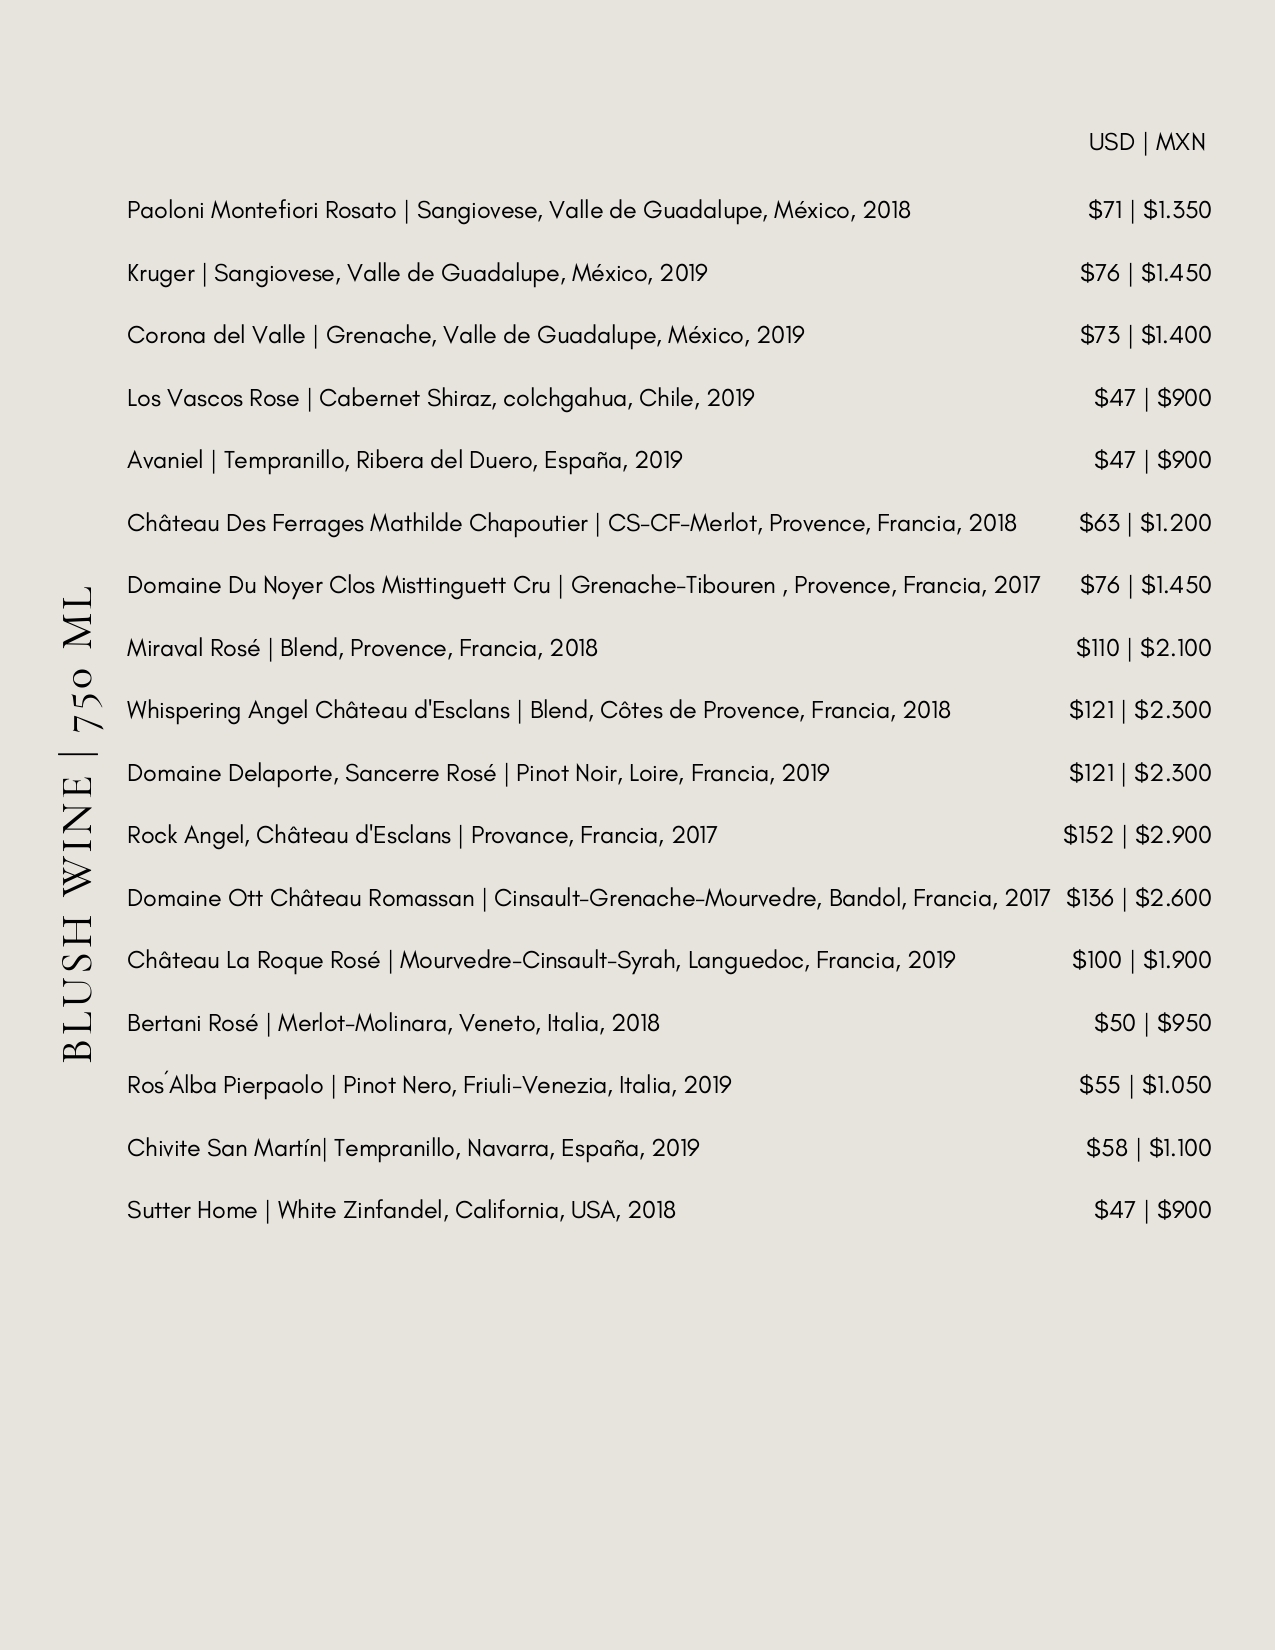 USD | MXN
Paoloni Montefiori Rosato | Sangiovese, Valle de Guadalupe, México, 2018 $71 | $1.350
Kruger | Sangiovese, Valle de Guadalupe, México, 2019 $76 | $1.450
Corona del Valle | Grenache, Valle de Guadalupe, México, 2019 $73 | $1.400
Los Vascos Rose | Cabernet Shiraz, colchgahua, Chile, 2019 $47 | $900
Avaniel | Tempranillo, Ribera del Duero, España, 2019 $47 | $900
Château Des Ferrages Mathilde Chapoutier | CS-CF-Merlot, Provence, Francia, 2018 $63 | $1.200
Domaine Du Noyer Clos Misttinguett Cru | Grenache-Tibouren , Provence, Francia, 2017 $76 | $1.450
Miraval Rosé | Blend, Provence, Francia, 2018 $110 | $2.100
Whispering Angel Château d'Esclans | Blend, Côtes de Provence, Francia, 2018 $121 | $2.300
Domaine Delaporte, Sancerre Rosé | Pinot Noir, Loire, Francia, 2019 $121 | $2.300
Rock Angel, Château d'Esclans | Provance, Francia, 2017 $152 | $2.900
Domaine Ott Château Romassan | Cinsault-Grenache-Mourvedre, Bandol, Francia, 2017 $136 | $2.600
Château La Roque Rosé | Mourvedre-Cinsault-Syrah, Languedoc, Francia, 2019 $100 | $1.900
Bertani Rosé | Merlot-Molinara, Veneto, Italia, 2018 $50 | $950
Ros´Alba Pierpaolo | Pinot Nero, Friuli-Venezia, Italia, 2019 $55 | $1.050
Chivite San Martín| Tempranillo, Navarra, España, 2019 $58 | $1.100
Sutter Home | White Zinfandel, California, USA, 2018 $47 | $900
BLUSH WINE | 750 ML